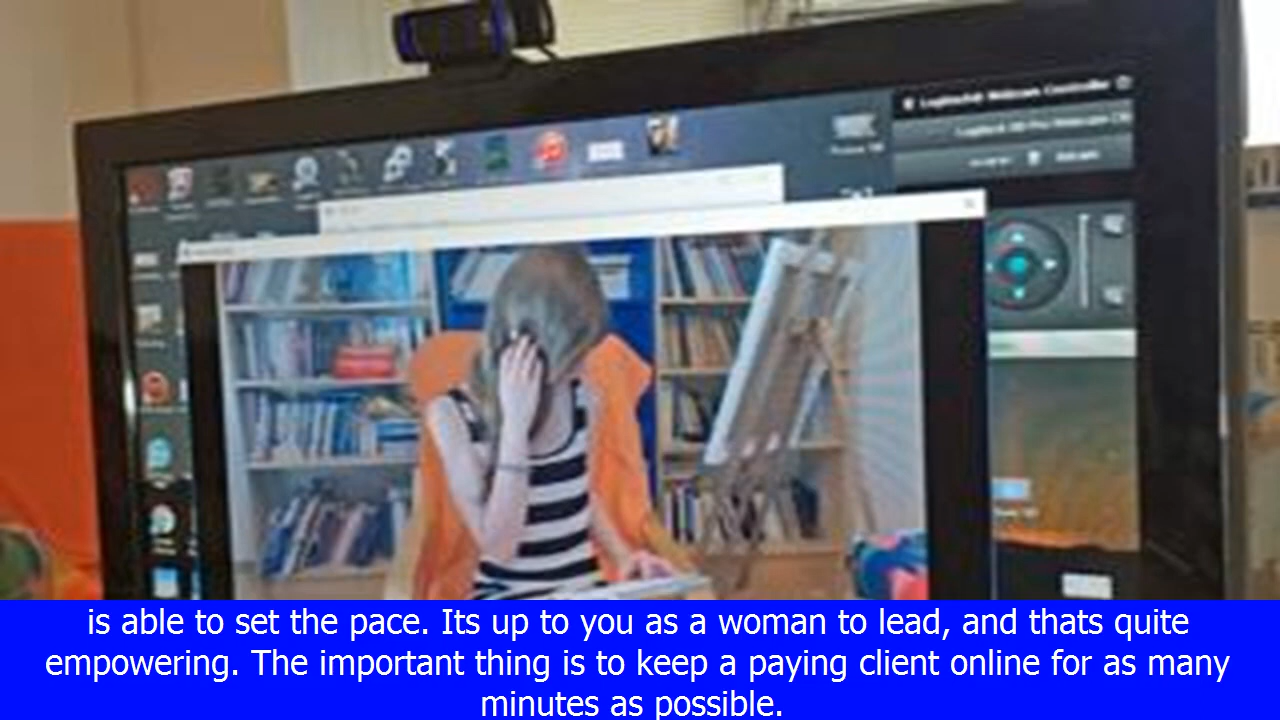 is able to set the pace. Its up to you as a woman to lead, and thats quite
empowering. The important thing is to keep a paying client online for as many
minutes as possible.